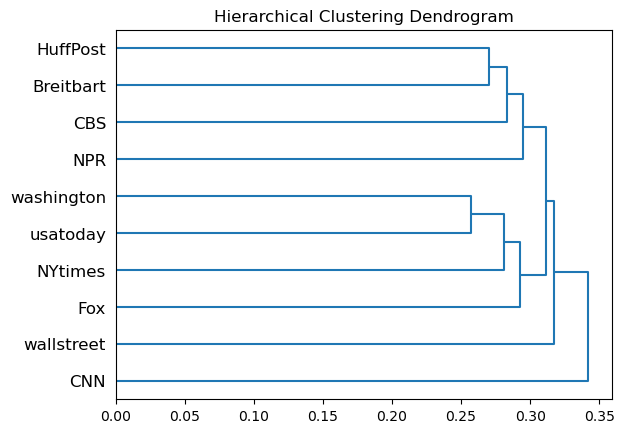 Hierarchical Clustering Dendrogram
HuffPost
Breitbart
CBS
NPR
washington
usatoday
NYtimes
Fox
wallstreet
CNN
0.00 0.05 0.10 0.15 0.20 0.25 0.30 0.35